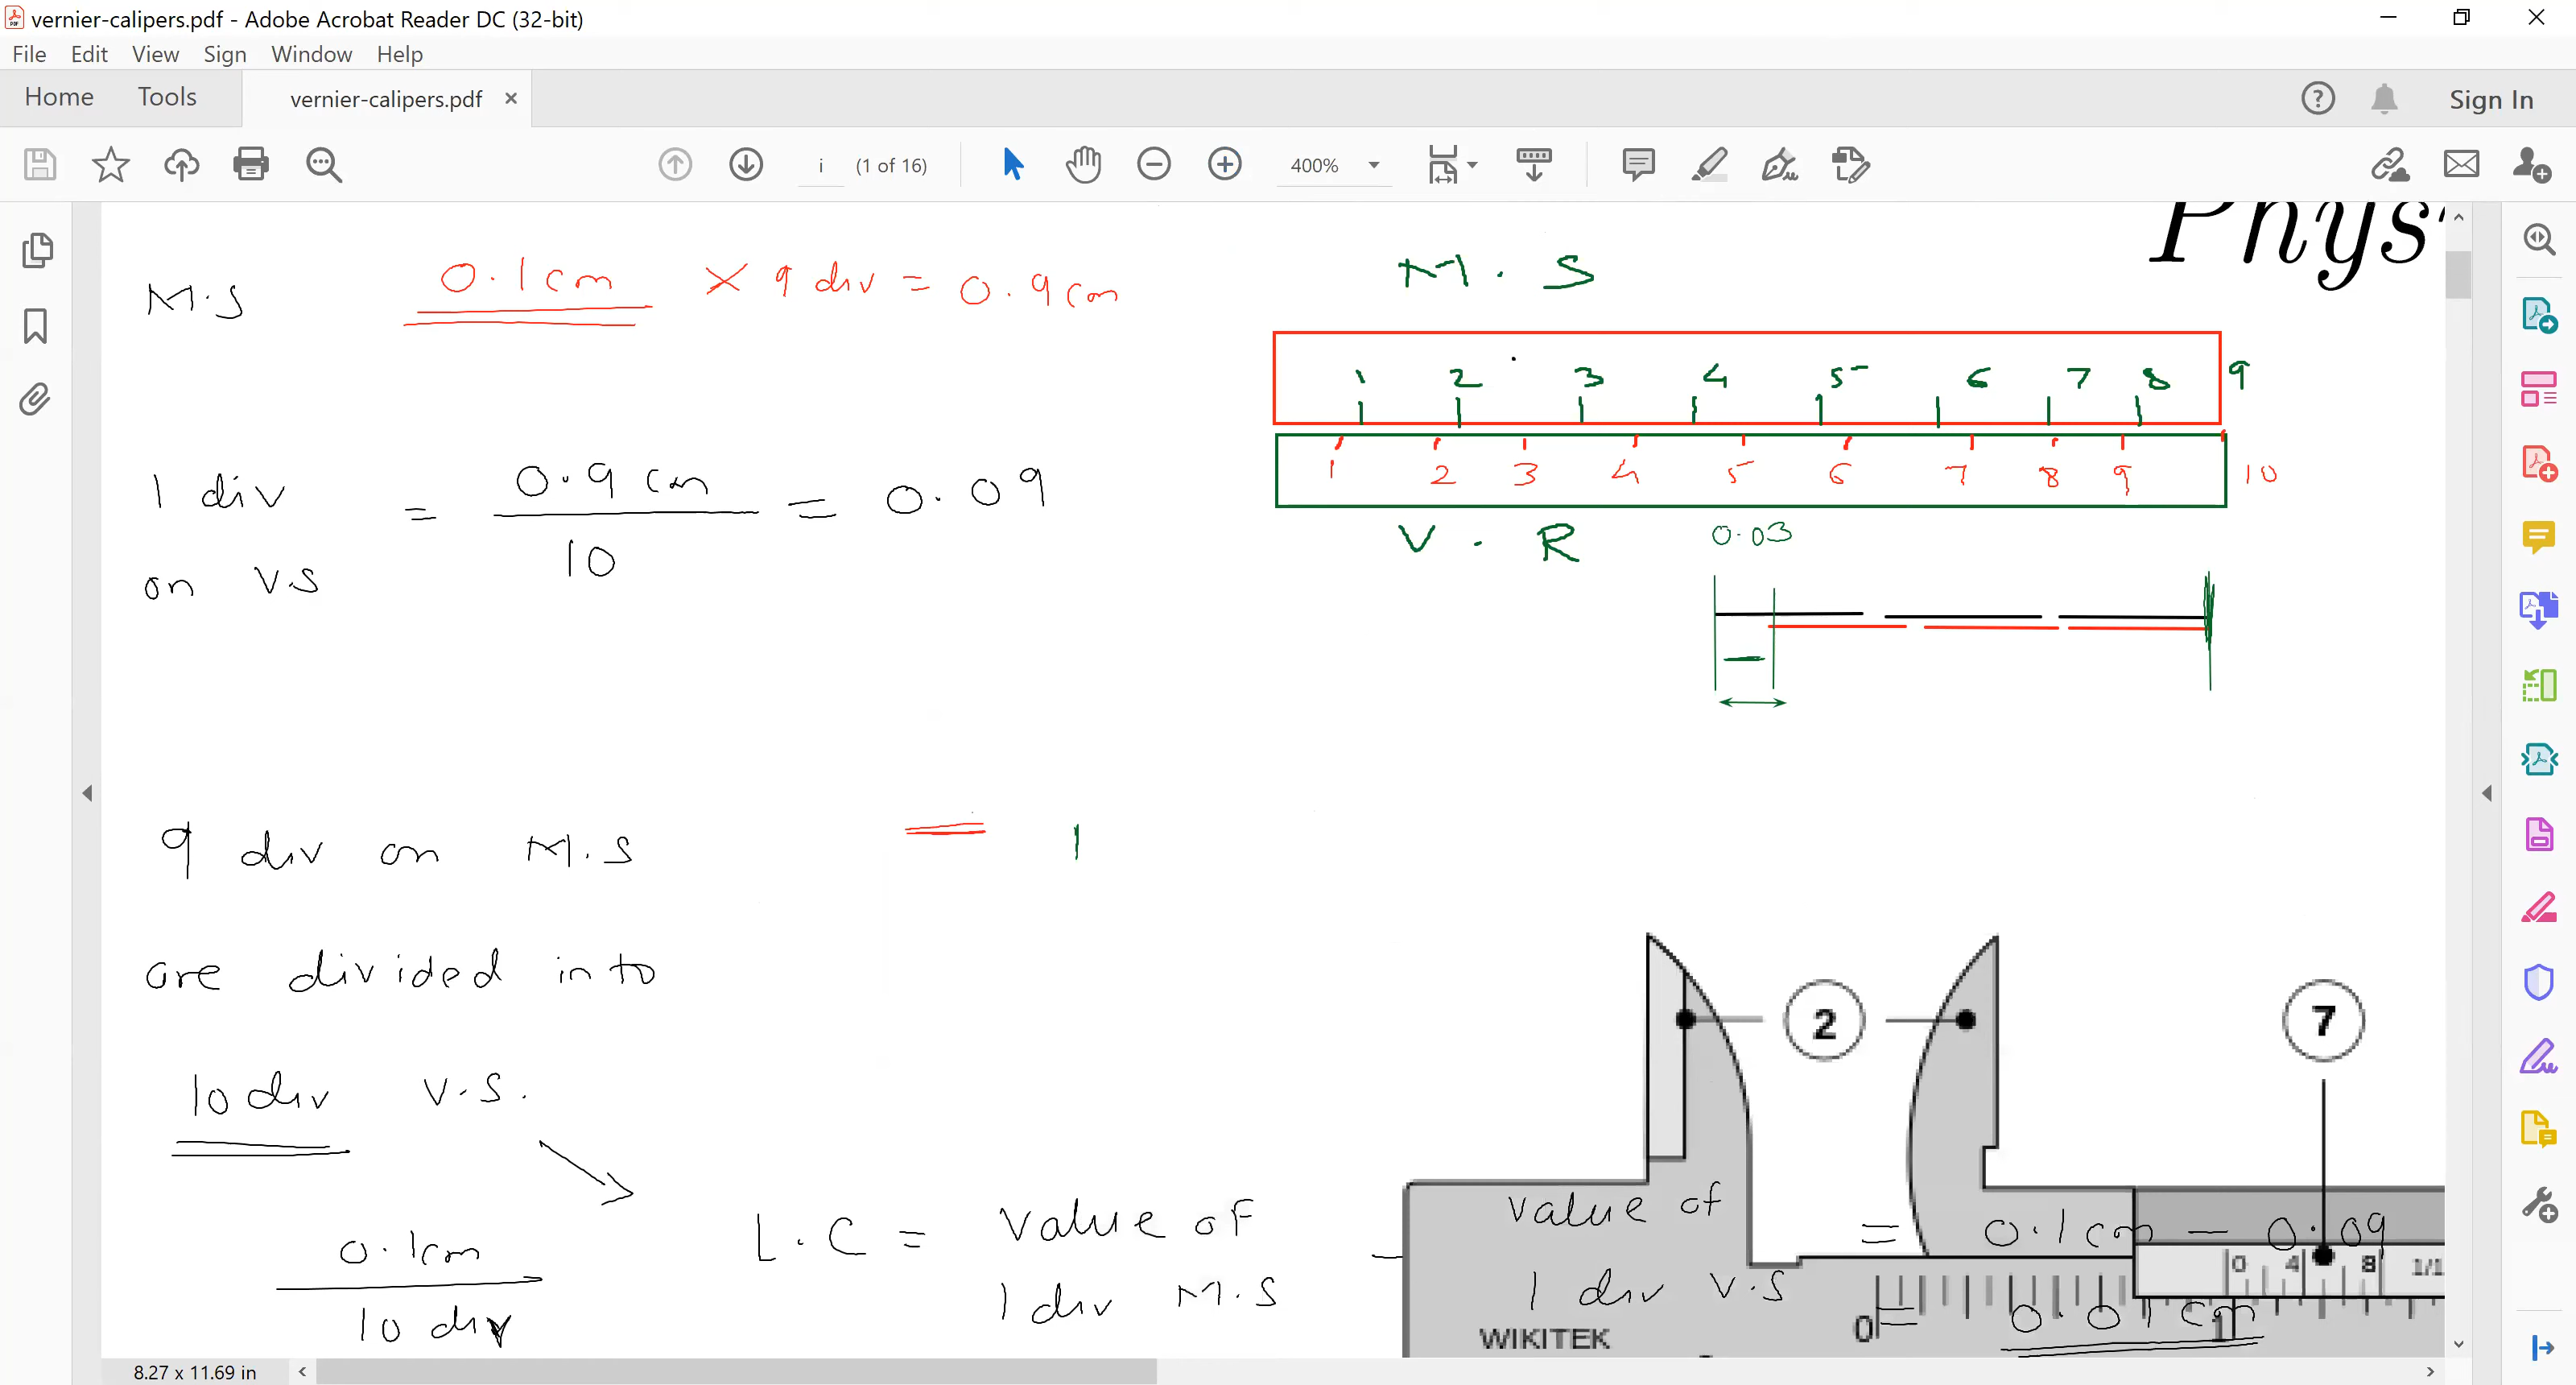 vernier-calipers.pdf - Adobe Acrobat Reader DC (32-bit)
File Edit View Sign Window Help
Home Tools vernier-calipers.pdf × Sign In
i (1 of 16) 400%
M.S 0.1cm × 9 div = 0.9cm
M.S
1 2 3 4 5 6 7 8 9
1 2 3 4 5 6 7 8 9 10
V.R 0.03
1 div on V.S = 0.9 cm / 10 = 0.09
9 div on M.S
1
are divided into
10 div V.S.
0.1cm / 10 div
L.C = value of 1 div M.S - value of 1 div V.S = 0.1cm - 0.09
= 0.01cm
2
7
0 4 8
0 1
WIKITEK
8.27 x 11.69 in